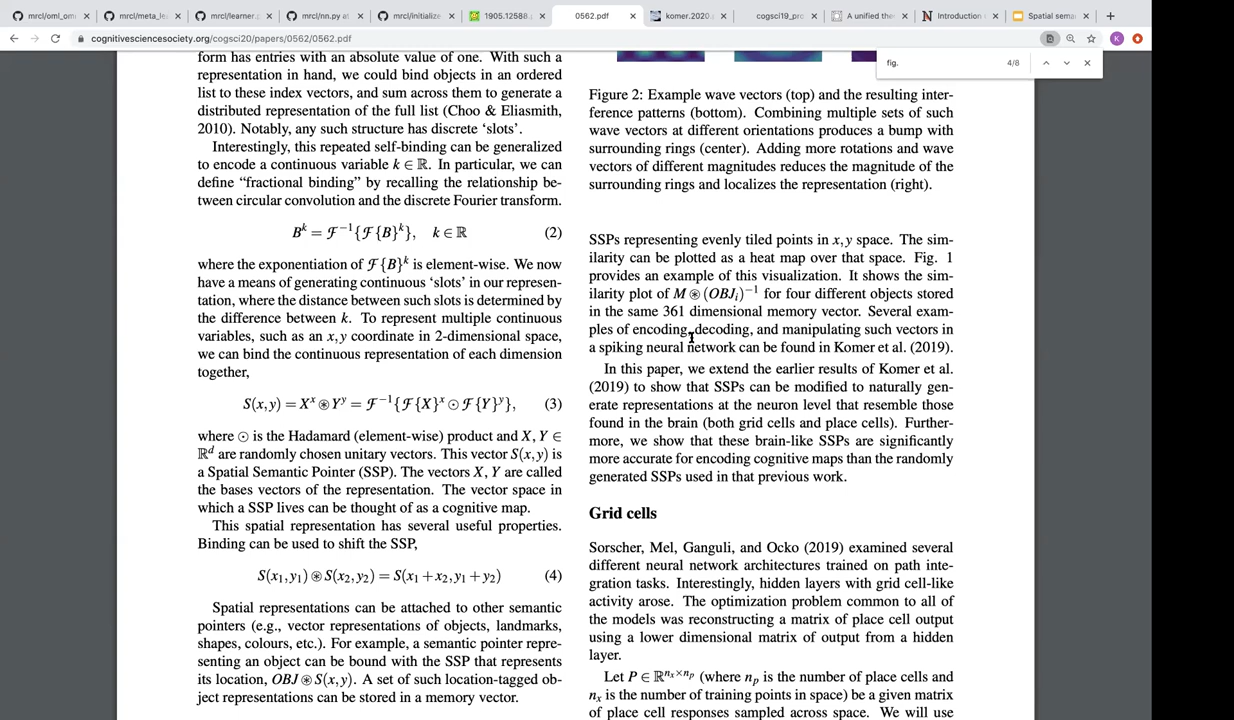 mrcl/oml_om
mrcl/meta_le
mrcl/learner.
mrcl/nn.py at
mrcl/initialize
1905.12588.p
0562.pdf
komer.2020.
cogsci19_pro
A unified the
Introduction
Spatial sema
cognitivesciencesociety.org/cogsci20/papers/0562/0562.pdf
K
fig.
4/8
form has entries with an absolute value of one. With such a
representation in hand, we could bind objects in an ordered
list to these index vectors, and sum across them to generate a
distributed representation of the full list (Choo & Eliasmith,
2010). Notably, any such structure has discrete ‘slots’.
Interestingly, this repeated self-binding can be generalized
to encode a continuous variable k ∈ ℝ. In particular, we can
define “fractional binding” by recalling the relationship be-
tween circular convolution and the discrete Fourier transform.
B^k = ℱ^−1{ℱ{B}^k}, k ∈ ℝ (2)
where the exponentiation of ℱ{B}^k is element-wise. We now
have a means of generating continuous ‘slots’ in our represen-
tation, where the distance between such slots is determined by
the difference between k. To represent multiple continuous
variables, such as an x,y coordinate in 2-dimensional space,
we can bind the continuous representation of each dimension
together,
S(x,y) = X^x ⊛ Y^y = ℱ^−1{ℱ{X}^x ⊙ ℱ{Y}^y}, (3)
where ⊙ is the Hadamard (element-wise) product and X,Y ∈
ℝ^d are randomly chosen unitary vectors. This vector S(x,y) is
a Spatial Semantic Pointer (SSP). The vectors X,Y are called
the bases vectors of the representation. The vector space in
which a SSP lives can be thought of as a cognitive map.
This spatial representation has several useful properties.
Binding can be used to shift the SSP,
S(x₁,y₁) ⊛ S(x₂,y₂) = S(x₁ + x₂,y₁ + y₂) (4)
Spatial representations can be attached to other semantic
pointers (e.g., vector representations of objects, landmarks,
shapes, colours, etc.). For example, a semantic pointer repre-
senting an object can be bound with the SSP that represents
its location, OBJ ⊛ S(x,y). A set of such location-tagged ob-
ject representations can be stored in a memory vector.
Figure 2: Example wave vectors (top) and the resulting inter-
ference patterns (bottom). Combining multiple sets of such
wave vectors at different orientations produces a bump with
surrounding rings (center). Adding more rotations and wave
vectors of different magnitudes reduces the magnitude of the
surrounding rings and localizes the representation (right).
SSPs representing evenly tiled points in x,y space. The sim-
ilarity can be plotted as a heat map over that space. Fig. 1
provides an example of this visualization. It shows the sim-
ilarity plot of M ⊛ (OBJᵢ)^−1 for four different objects stored
in the same 361 dimensional memory vector. Several exam-
ples of encoding, decoding, and manipulating such vectors in
a spiking neural network can be found in Komer et al. (2019).
In this paper, we extend the earlier results of Komer et al.
(2019) to show that SSPs can be modified to naturally gen-
erate representations at the neuron level that resemble those
found in the brain (both grid cells and place cells). Further-
more, we show that these brain-like SSPs are significantly
more accurate for encoding cognitive maps than the randomly
generated SSPs used in that previous work.
Grid cells
Sorscher, Mel, Ganguli, and Ocko (2019) examined several
different neural network architectures trained on path inte-
gration tasks. Interestingly, hidden layers with grid cell-like
activity arose. The optimization problem common to all of
the models was reconstructing a matrix of place cell output
using a lower dimensional matrix of output from a hidden
layer.
Let P ∈ ℝ^{nₓ×nₚ} (where nₚ is the number of place cells and
nₓ is the number of training points in space) be a given matrix
of place cell responses sampled across space. We will use